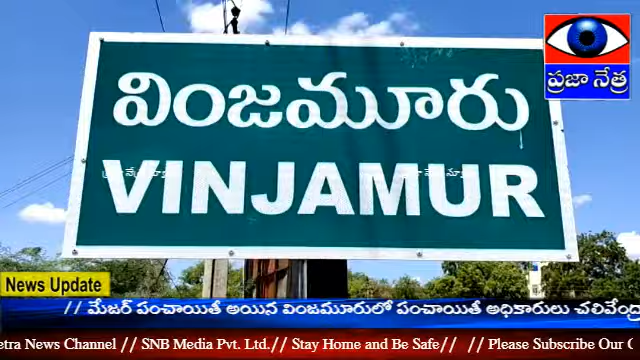 వింజమూరు
VINJAMUR
ప్రజా నేత్ర
News Update
// మేజర్ పంచాయితీ అయిన వింజమూరులో పంచాయితీ అధికారులు చలివేంద్ర
etra News Channel // SNB Media Pvt. Ltd.// Stay Home and Be Safe// // Please Subscribe Our C